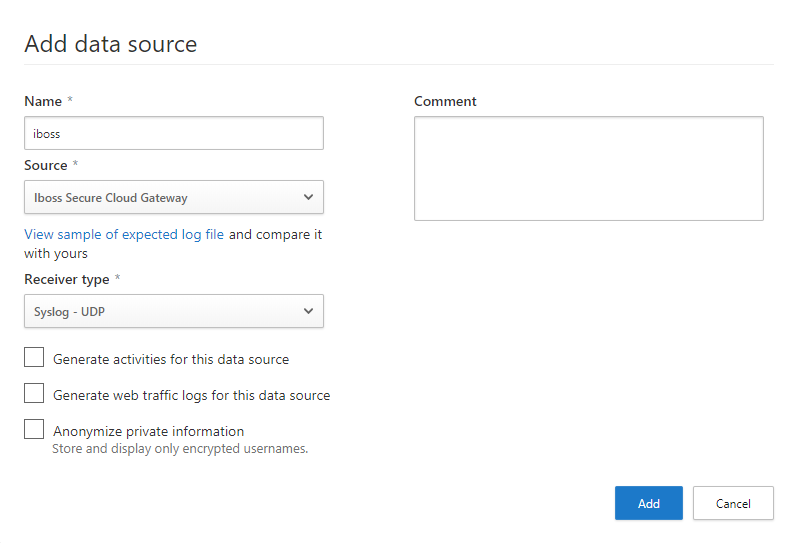 Add data source
Name *
iboss
Source *
Iboss Secure Cloud Gateway
View sample of expected log file and compare it
with yours
Receiver type *
Syslog - UDP
Generate activities for this data source
Generate web traffic logs for this data source
Anonymize private information
Store and display only encrypted usernames.
Comment
Add
Cancel